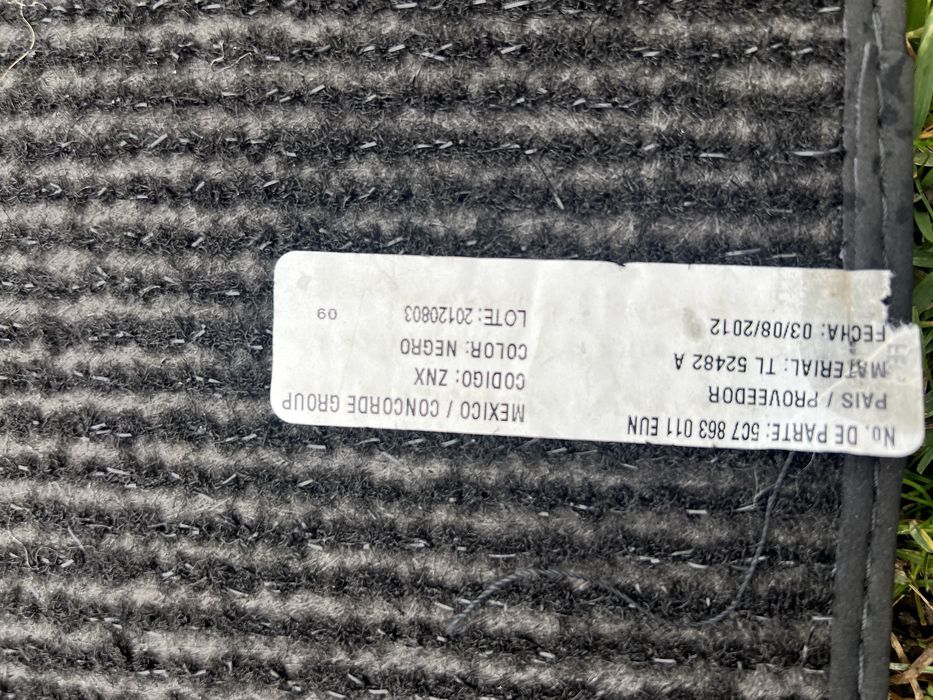 No. DE PARTE: 5C7 863 011 EUN
PAIS / PROVEEDOR MEXICO / CONCORDE GROUP
MATERIAL: TL 52482 A CODIGO: ZNX
COLOR: NEGRO
FECHA: 03/08/2012 LOTE: 20120803 60